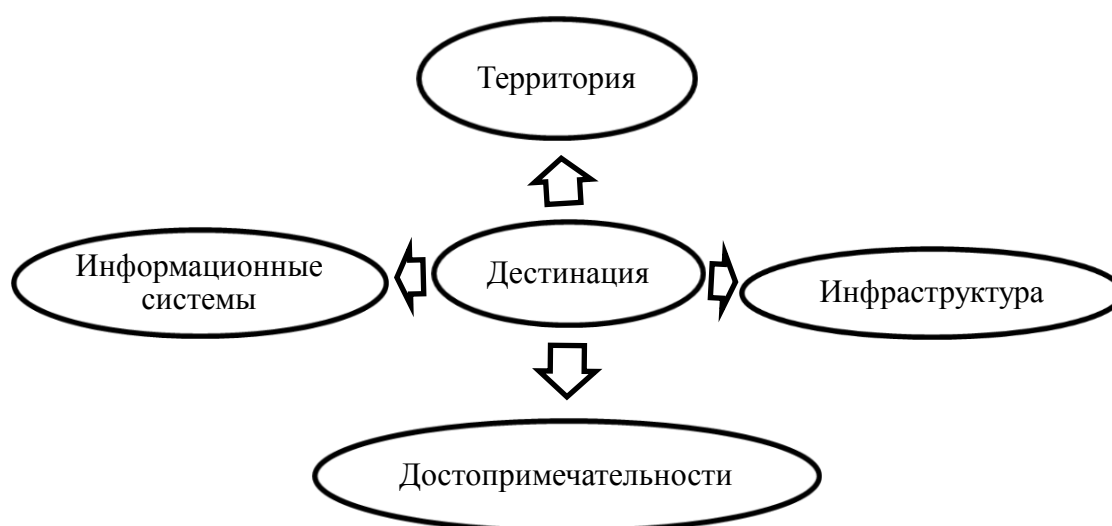 Территория
Информационные
системы
Дестинация
Инфраструктура
Достопримечательности